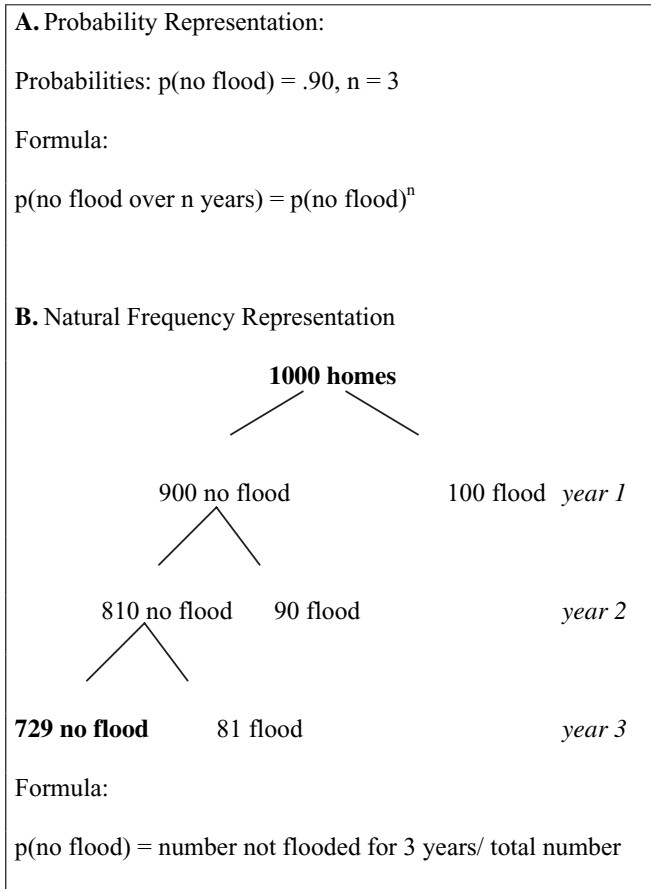 A. Probability Representation:
Probabilities: p(no flood) = .90, n = 3
Formula:
p(no flood over n years) = p(no flood)ⁿ
B. Natural Frequency Representation
1000 homes
900 no flood 100 flood year 1
810 no flood 90 flood year 2
729 no flood 81 flood year 3
Formula:
p(no flood) = number not flooded for 3 years/ total number